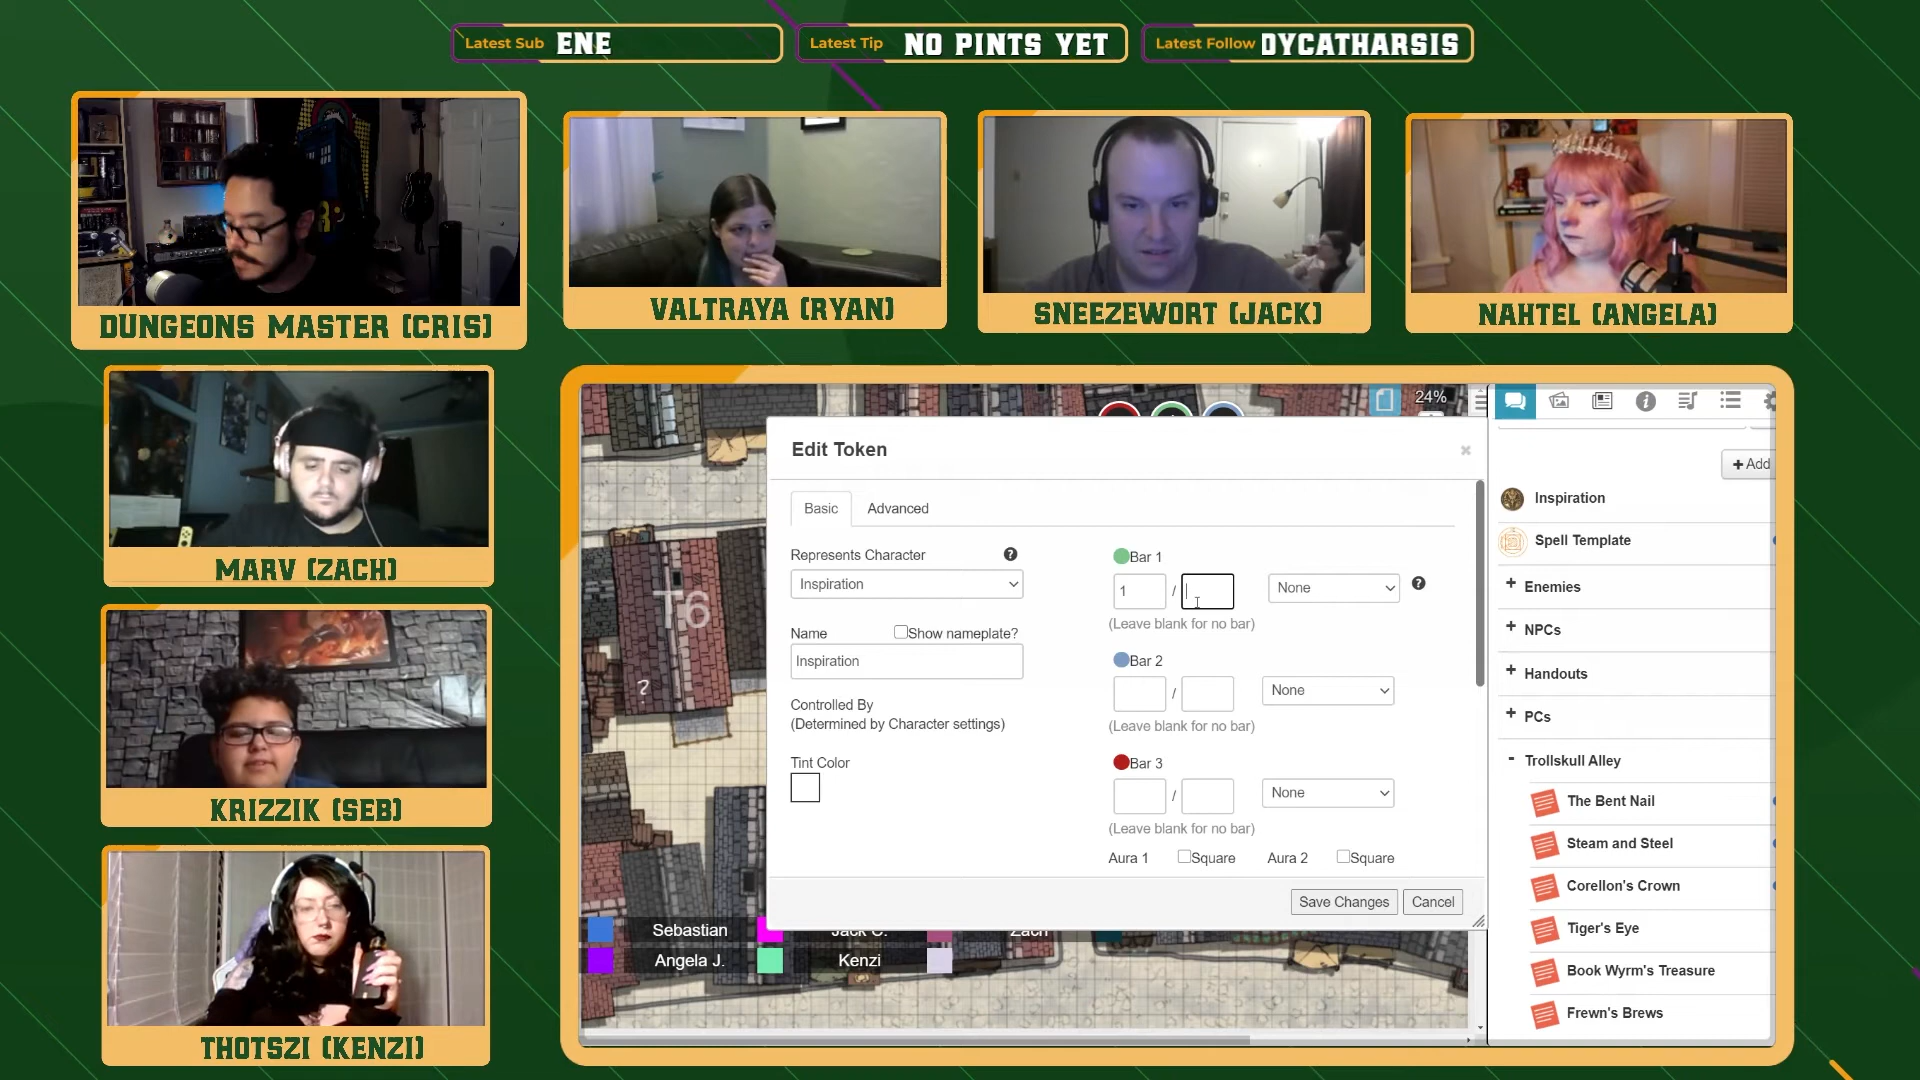 Latest Sub ENE
Latest Tip NO PINTS YET
Latest Follow DYCATHARSIS
DUNGEONS MASTER (CRIS)
VALTRAYA (RYAN)
SNEEZEWORT (JACK)
NAHTEL (ANGELA)
MARV (ZACH)
KRIZZIK (SEB)
THOTSZI (KENZI)
24%
T6
?
Edit Token
×
Basic
Advanced
Represents Character
?
Inspiration
Name
Show nameplate?
Inspiration
Controlled By
(Determined by Character settings)
Tint Color
Bar 1
1 /
None
?
(Leave blank for no bar)
Bar 2
/
None
(Leave blank for no bar)
Bar 3
/
None
(Leave blank for no bar)
Aura 1
Square
Aura 2
Square
Save Changes
Cancel
Sebastian
Jack C.
Zach
Angela J.
Kenzi
+ Add
Inspiration
Spell Template
+ Enemies
+ NPCs
+ Handouts
+ PCs
- Trollskull Alley
The Bent Nail
Steam and Steel
Corellon's Crown
Tiger's Eye
Book Wyrm's Treasure
Frewn's Brews